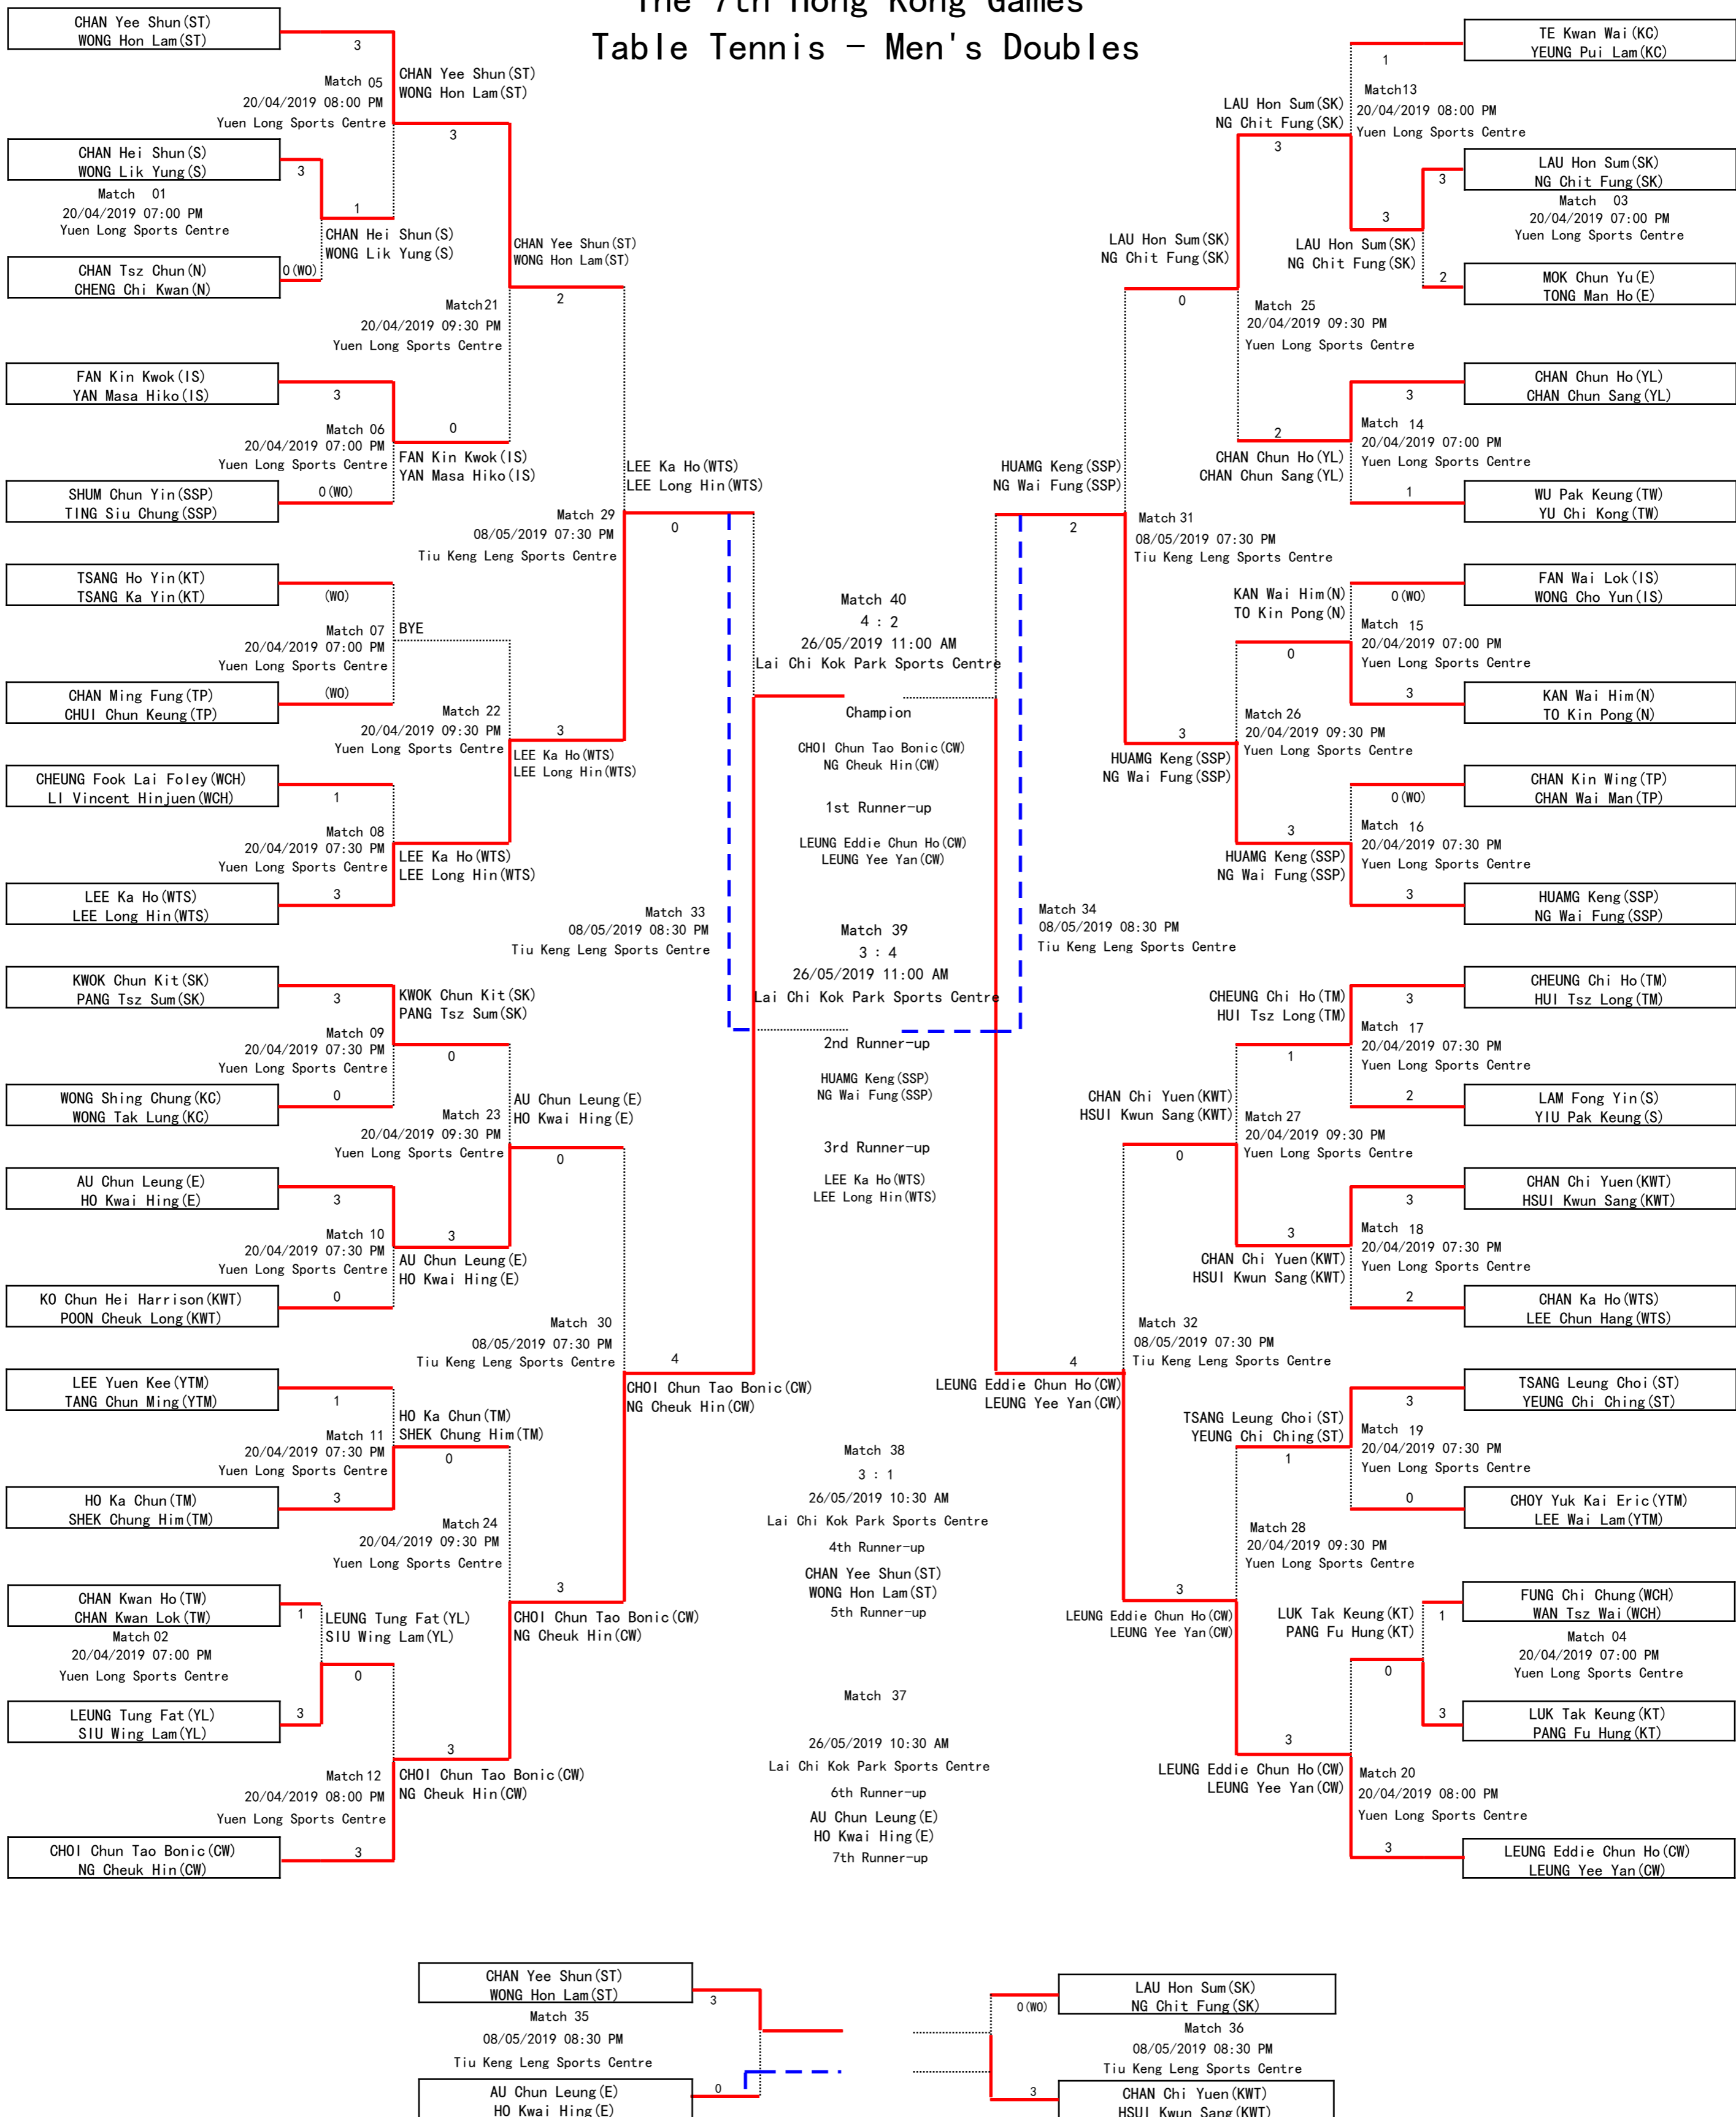 The 7th Hong Kong Games
Table Tennis - Men's Doubles
CHAN Yee Shun(ST)
WONG Hon Lam(ST)
3
Match 05
20/04/2019 08:00 PM
Yuen Long Sports Centre
CHAN Yee Shun(ST)
WONG Hon Lam(ST)
3
CHAN Hei Shun(S)
WONG Lik Yung(S)
3
Match 01
20/04/2019 07:00 PM
Yuen Long Sports Centre
1
CHAN Hei Shun(S)
WONG Lik Yung(S)
CHAN Tsz Chun(N)
CHENG Chi Kwan(N)
0(WO)
CHAN Yee Shun(ST)
WONG Hon Lam(ST)
2
Match21
20/04/2019 09:30 PM
Yuen Long Sports Centre
FAN Kin Kwok(IS)
YAN Masa Hiko(IS)
3
Match 06
20/04/2019 07:00 PM
Yuen Long Sports Centre
0
FAN Kin Kwok(IS)
YAN Masa Hiko(IS)
SHUM Chun Yin(SSP)
TING Siu Chung(SSP)
0(WO)
LEE Ka Ho(WTS)
LEE Long Hin(WTS)
0
Match 29
08/05/2019 07:30 PM
Tiu Keng Leng Sports Centre
TSANG Ho Yin(KT)
TSANG Ka Yin(KT)
(WO)
Match 07
20/04/2019 07:00 PM
Yuen Long Sports Centre
BYE
CHAN Ming Fung(TP)
CHUI Chun Keung(TP)
(WO)
Match 22
20/04/2019 09:30 PM
Yuen Long Sports Centre
3
LEE Ka Ho(WTS)
LEE Long Hin(WTS)
CHEUNG Fook Lai Foley(WCH)
LI Vincent Hinjuen(WCH)
1
Match 08
20/04/2019 07:30 PM
Yuen Long Sports Centre
LEE Ka Ho(WTS)
LEE Long Hin(WTS)
LEE Ka Ho(WTS)
LEE Long Hin(WTS)
3
Match 33
08/05/2019 08:30 PM
Tiu Keng Leng Sports Centre
KWOK Chun Kit(SK)
PANG Tsz Sum(SK)
3
KWOK Chun Kit(SK)
PANG Tsz Sum(SK)
Match 09
20/04/2019 07:30 PM
Yuen Long Sports Centre
0
WONG Shing Chung(KC)
WONG Tak Lung(KC)
0
AU Chun Leung(E)
HO Kwai Hing(E)
Match 23
20/04/2019 09:30 PM
Yuen Long Sports Centre
0
AU Chun Leung(E)
HO Kwai Hing(E)
3
Match 10
20/04/2019 07:30 PM
Yuen Long Sports Centre
3
AU Chun Leung(E)
HO Kwai Hing(E)
KO Chun Hei Harrison(KWT)
POON Cheuk Long(KWT)
0
Match 30
08/05/2019 07:30 PM
Tiu Keng Leng Sports Centre
4
CHOI Chun Tao Bonic(CW)
NG Cheuk Hin(CW)
LEE Yuen Kee(YTM)
TANG Chun Ming(YTM)
1
HO Ka Chun(TM)
SHEK Chung Him(TM)
Match 11
20/04/2019 07:30 PM
Yuen Long Sports Centre
0
HO Ka Chun(TM)
SHEK Chung Him(TM)
3
Match 24
20/04/2019 09:30 PM
Yuen Long Sports Centre
3
CHOI Chun Tao Bonic(CW)
NG Cheuk Hin(CW)
CHAN Kwan Ho(TW)
CHAN Kwan Lok(TW)
1
Match 02
20/04/2019 07:00 PM
Yuen Long Sports Centre
LEUNG Tung Fat(YL)
SIU Wing Lam(YL)
0
LEUNG Tung Fat(YL)
SIU Wing Lam(YL)
3
3
Match 12
20/04/2019 08:00 PM
Yuen Long Sports Centre
CHOI Chun Tao Bonic(CW)
NG Cheuk Hin(CW)
CHOI Chun Tao Bonic(CW)
NG Cheuk Hin(CW)
3
Match 40
4 : 2
26/05/2019 11:00 AM
Lai Chi Kok Park Sports Centre
Champion
CHOI Chun Tao Bonic(CW)
NG Cheuk Hin(CW)
1st Runner-up
LEUNG Eddie Chun Ho(CW)
LEUNG Yee Yan(CW)
Match 39
3 : 4
26/05/2019 11:00 AM
Lai Chi Kok Park Sports Centre
2nd Runner-up
HUAMG Keng(SSP)
NG Wai Fung(SSP)
3rd Runner-up
LEE Ka Ho(WTS)
LEE Long Hin(WTS)
Match 38
3 : 1
26/05/2019 10:30 AM
Lai Chi Kok Park Sports Centre
4th Runner-up
CHAN Yee Shun(ST)
WONG Hon Lam(ST)
5th Runner-up
Match 37
26/05/2019 10:30 AM
Lai Chi Kok Park Sports Centre
6th Runner-up
AU Chun Leung(E)
HO Kwai Hing(E)
7th Runner-up
TE Kwan Wai(KC)
YEUNG Pui Lam(KC)
1
Match13
20/04/2019 08:00 PM
Yuen Long Sports Centre
LAU Hon Sum(SK)
NG Chit Fung(SK)
3
LAU Hon Sum(SK)
NG Chit Fung(SK)
3
Match 03
20/04/2019 07:00 PM
Yuen Long Sports Centre
3
LAU Hon Sum(SK)
NG Chit Fung(SK)
MOK Chun Yu(E)
TONG Man Ho(E)
2
LAU Hon Sum(SK)
NG Chit Fung(SK)
0
Match 25
20/04/2019 09:30 PM
Yuen Long Sports Centre
CHAN Chun Ho(YL)
CHAN Chun Sang(YL)
3
Match 14
20/04/2019 07:00 PM
Yuen Long Sports Centre
2
CHAN Chun Ho(YL)
CHAN Chun Sang(YL)
WU Pak Keung(TW)
YU Chi Kong(TW)
1
HUAMG Keng(SSP)
NG Wai Fung(SSP)
2
Match 31
08/05/2019 07:30 PM
Tiu Keng Leng Sports Centre
FAN Wai Lok(IS)
WONG Cho Yun(IS)
0(WO)
KAN Wai Him(N)
TO Kin Pong(N)
Match 15
20/04/2019 07:00 PM
Yuen Long Sports Centre
0
KAN Wai Him(N)
TO Kin Pong(N)
3
Match 26
20/04/2019 09:30 PM
Yuen Long Sports Centre
3
HUAMG Keng(SSP)
NG Wai Fung(SSP)
CHAN Kin Wing(TP)
CHAN Wai Man(TP)
0(WO)
Match 16
20/04/2019 07:30 PM
Yuen Long Sports Centre
3
HUAMG Keng(SSP)
NG Wai Fung(SSP)
HUAMG Keng(SSP)
NG Wai Fung(SSP)
3
Match 34
08/05/2019 08:30 PM
Tiu Keng Leng Sports Centre
CHEUNG Chi Ho(TM)
HUI Tsz Long(TM)
3
CHEUNG Chi Ho(TM)
HUI Tsz Long(TM)
Match 17
20/04/2019 07:30 PM
Yuen Long Sports Centre
1
LAM Fong Yin(S)
YIU Pak Keung(S)
2
CHAN Chi Yuen(KWT)
HSUI Kwun Sang(KWT)
Match 27
20/04/2019 09:30 PM
Yuen Long Sports Centre
0
CHAN Chi Yuen(KWT)
HSUI Kwun Sang(KWT)
3
Match 18
20/04/2019 07:30 PM
Yuen Long Sports Centre
3
CHAN Chi Yuen(KWT)
HSUI Kwun Sang(KWT)
CHAN Ka Ho(WTS)
LEE Chun Hang(WTS)
2
Match 32
08/05/2019 07:30 PM
Tiu Keng Leng Sports Centre
4
LEUNG Eddie Chun Ho(CW)
LEUNG Yee Yan(CW)
TSANG Leung Choi(ST)
YEUNG Chi Ching(ST)
3
TSANG Leung Choi(ST)
YEUNG Chi Ching(ST)
Match 19
20/04/2019 07:30 PM
Yuen Long Sports Centre
1
CHOY Yuk Kai Eric(YTM)
LEE Wai Lam(YTM)
0
Match 28
20/04/2019 09:30 PM
Yuen Long Sports Centre
3
LEUNG Eddie Chun Ho(CW)
LEUNG Yee Yan(CW)
FUNG Chi Chung(WCH)
WAN Tsz Wai(WCH)
1
LUK Tak Keung(KT)
PANG Fu Hung(KT)
Match 04
20/04/2019 07:00 PM
Yuen Long Sports Centre
0
LUK Tak Keung(KT)
PANG Fu Hung(KT)
3
3
LEUNG Eddie Chun Ho(CW)
LEUNG Yee Yan(CW)
Match 20
20/04/2019 08:00 PM
Yuen Long Sports Centre
LEUNG Eddie Chun Ho(CW)
LEUNG Yee Yan(CW)
3
CHAN Yee Shun(ST)
WONG Hon Lam(ST)
3
Match 35
08/05/2019 08:30 PM
Tiu Keng Leng Sports Centre
AU Chun Leung(E)
HO Kwai Hing(E)
0
LAU Hon Sum(SK)
NG Chit Fung(SK)
0(WO)
Match 36
08/05/2019 08:30 PM
Tiu Keng Leng Sports Centre
CHAN Chi Yuen(KWT)
HSUI Kwun Sang(KWT)
3